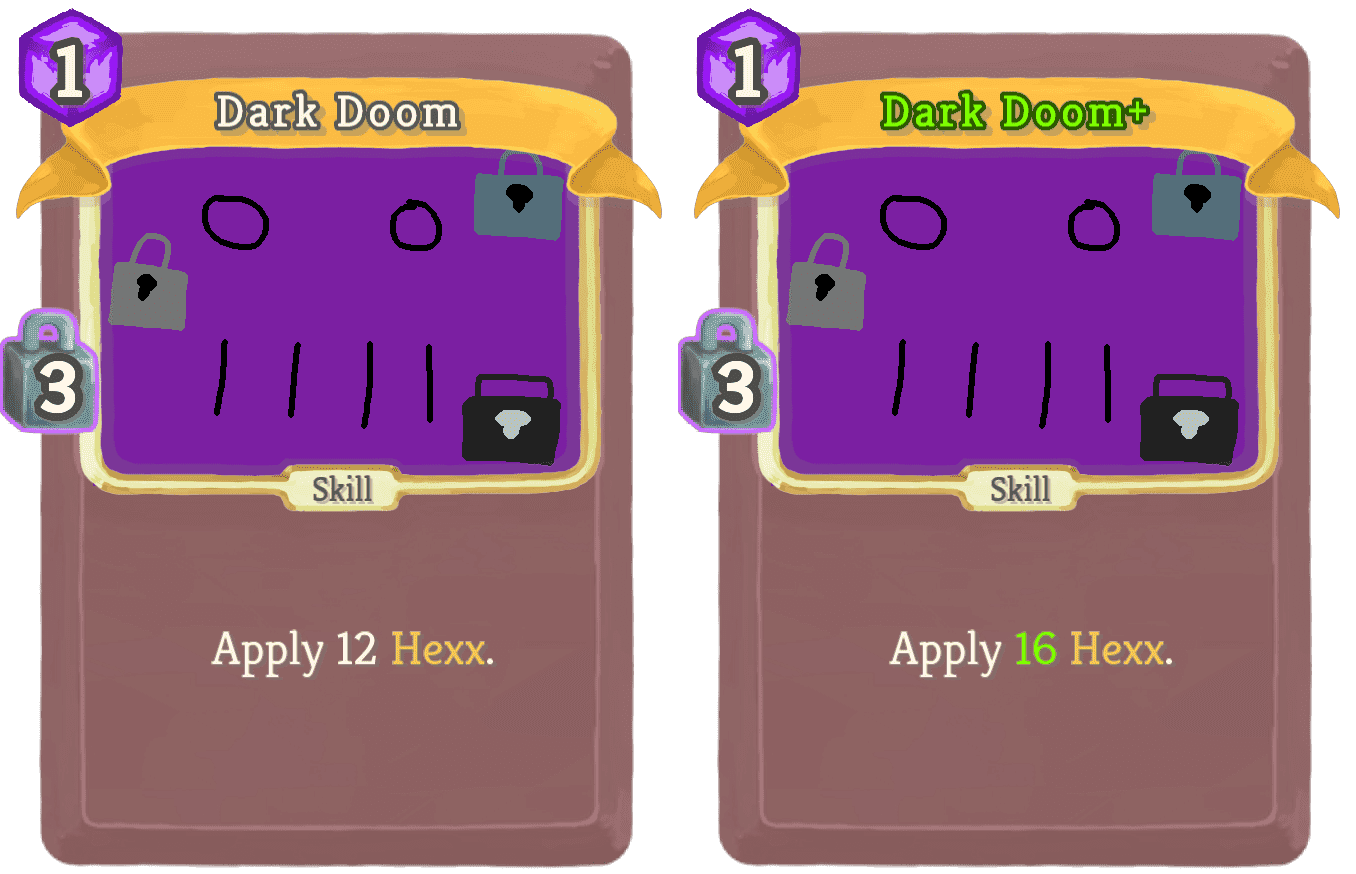 1
Dark Doom
3
Skill
Apply 12 Hexx.
1
Dark Doom+
3
Skill
Apply 16 Hexx.